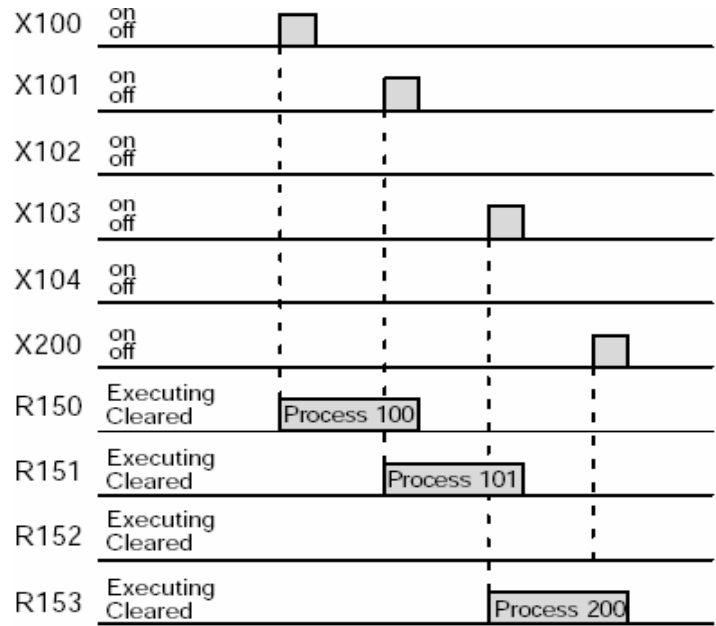 X100 on
off
X101 on
off
X102 on
off
X103 on
off
X104 on
off
X200 on
off
R150 Executing
Cleared
Process 100
R151 Executing
Cleared
Process 101
R152 Executing
Cleared
R153 Executing
Cleared
Process 200